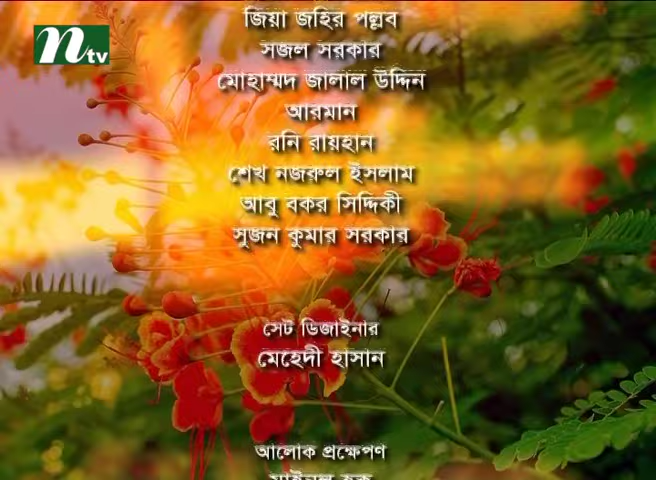 ntv
জিয়া জহির পল্লব
সজল সরকার
মোহাম্মদ জালাল উদ্দিন
আরমান
রনি রায়হান
শেখ নজরুল ইসলাম
আবু বকর সিদ্দিকী
সুজন কুমার সরকার
সেট ডিজাইনার
মেহেদী হাসান
আলোক প্রক্ষেপণ